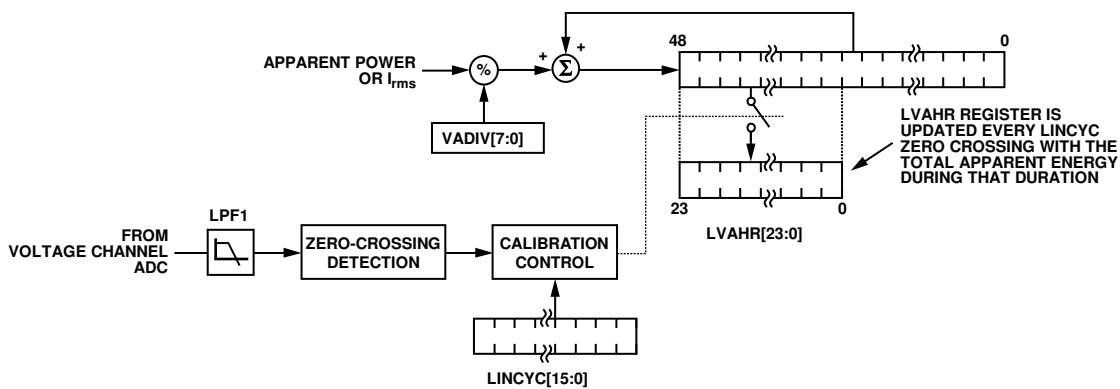 48
0
+
+
APPARENT POWER
OR Irms
%
Σ
VADIV[7:0]
LVAHR REGISTER IS
UPDATED EVERY LINCYC
ZERO CROSSING WITH THE
TOTAL APPARENT ENERGY
DURING THAT DURATION
23
0
LVAHR[23:0]
LPF1
FROM
VOLTAGE CHANNEL
ADC
ZERO-CROSSING
DETECTION
CALIBRATION
CONTROL
LINCYC[15:0]